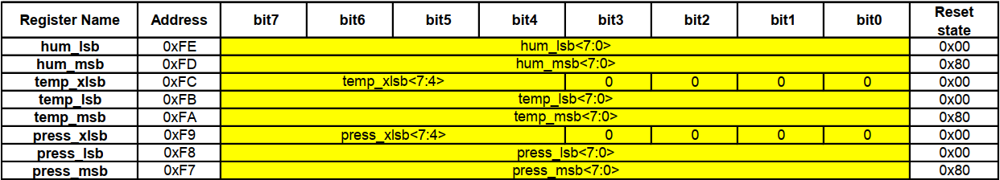 Register Name Address bit7 bit6 bit5 bit4 bit3 bit2 bit1 bit0 Reset state
hum_lsb 0xFE hum_lsb<7:0> 0x00
hum_msb 0xFD hum_msb<7:0> 0x80
temp_xlsb 0xFC temp_xlsb<7:4> 0 0 0 0 0x00
temp_lsb 0xFB temp_lsb<7:0> 0x00
temp_msb 0xFA temp_msb<7:0> 0x80
press_xlsb 0xF9 press_xlsb<7:4> 0 0 0 0 0x00
press_lsb 0xF8 press_lsb<7:0> 0x00
press_msb 0xF7 press_msb<7:0> 0x80